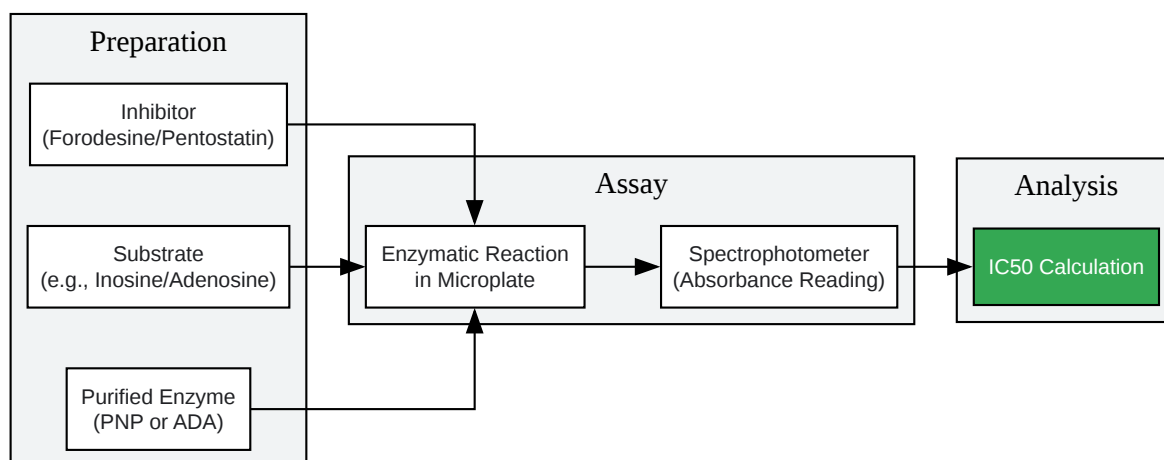 Preparation
Inhibitor
(Forodesine/Pentostatin)
Substrate
(e.g., Inosine/Adenosine)
Purified Enzyme
(PNP or ADA)
Assay
Enzymatic Reaction
in Microplate
Spectrophotometer
(Absorbance Reading)
Analysis
IC50 Calculation